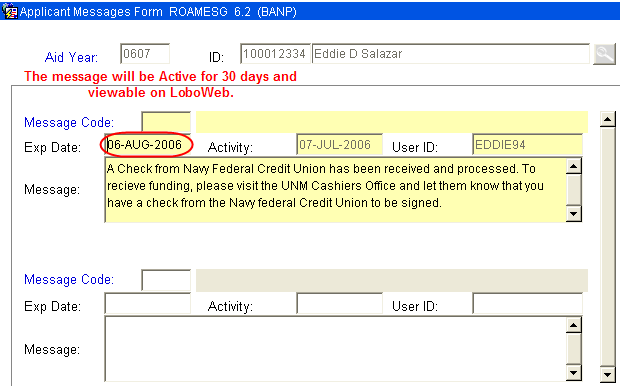 Applicant Messages Form ROAMESG 6.2 (BANP)
Aid Year: 0607 ID: 100012334 Eddie D Salazar
The message will be Active for 30 days and
viewable on LoboWeb.
Message Code:
Exp Date: 06-AUG-2006 Activity: 07-JUL-2006 User ID: EDDIE94
Message:
A Check from Navy Federal Credit Union has been received and processed. To
recieve funding, please visit the UNM Cashiers Office and let them know that you
have a check from the Navy federal Credit Union to be signed.
Message Code:
Exp Date: Activity: User ID:
Message: